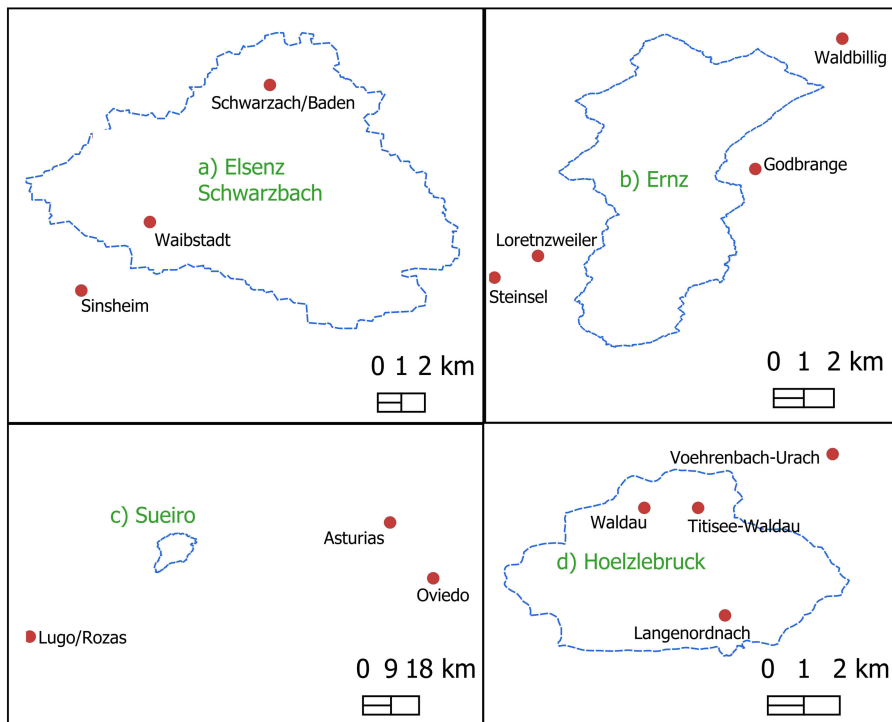 Schwarzach/Baden
a) Elsenz
Schwarzbach
Waibstadt
Sinsheim
0 1 2 km
Waldbillig
Godbrange
b) Ernz
Loretnzweiler
Steinsel
0 1 2 km
c) Sueiro
Asturias
Oviedo
Lugo/Rozas
0 9 18 km
Voehrenbach-Urach
Waldau
Titisee-Waldau
d) Hoelzlebruck
Langenordnach
0 1 2 km